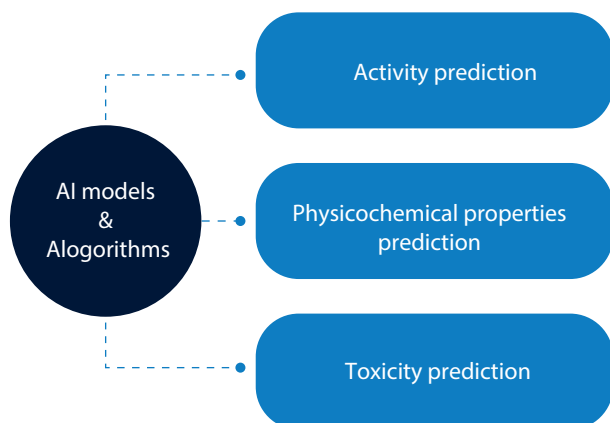 Activity prediction
AI models
&
Alogorithms
Physicochemical properties
prediction
Toxicity prediction